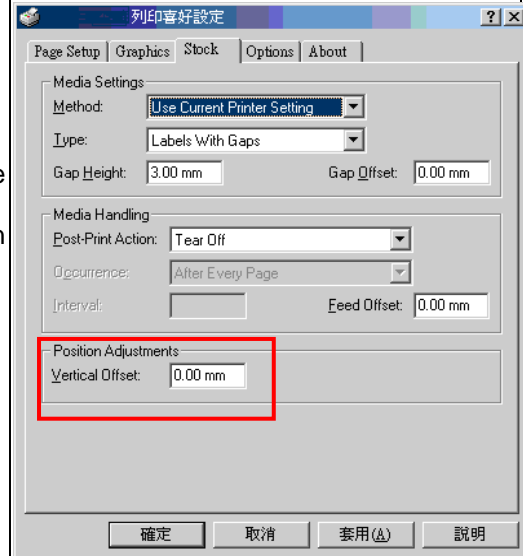 列印喜好設定
Page Setup Graphics Stock Options About
Media Settings
Method: Use Current Printer Setting
Type: Labels With Gaps
Gap Height: 3.00 mm Gap Offset: 0.00 mm
Media Handling
Post-Print Action: Tear Off
Occurrence: After Every Page
Interval: Feed Offset: 0.00 mm
Position Adjustments
Vertical Offset: 0.00 mm
確定 取消 套用(A) 說明